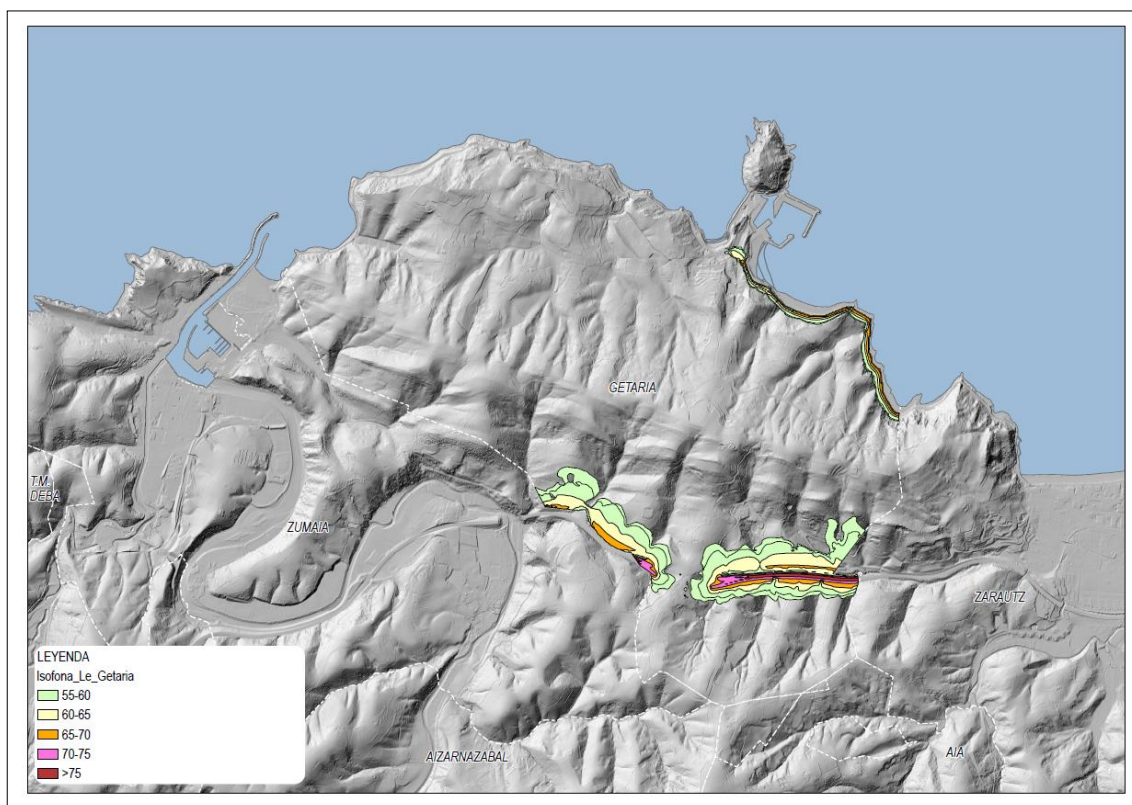 GETARIA
T.M.
DEBA
ZUMAIA
ZARAUTZ
AIZARNAZABAL
AIA
LEYENDA
Isofona_Le_Getaria
55-60
60-65
65-70
70-75
>75